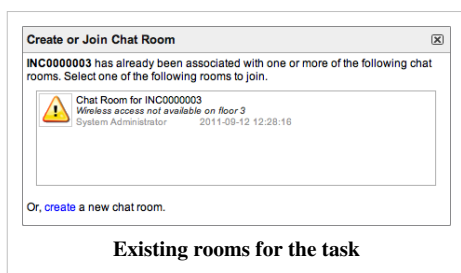 Create or Join Chat Room
INC0000003 has already been associated with one or more of the following chat
rooms. Select one of the following rooms to join.
Chat Room for INC0000003
Wireless access not available on floor 3
System Administrator 2011-09-12 12:28:16
Or, create a new chat room.
Existing rooms for the task